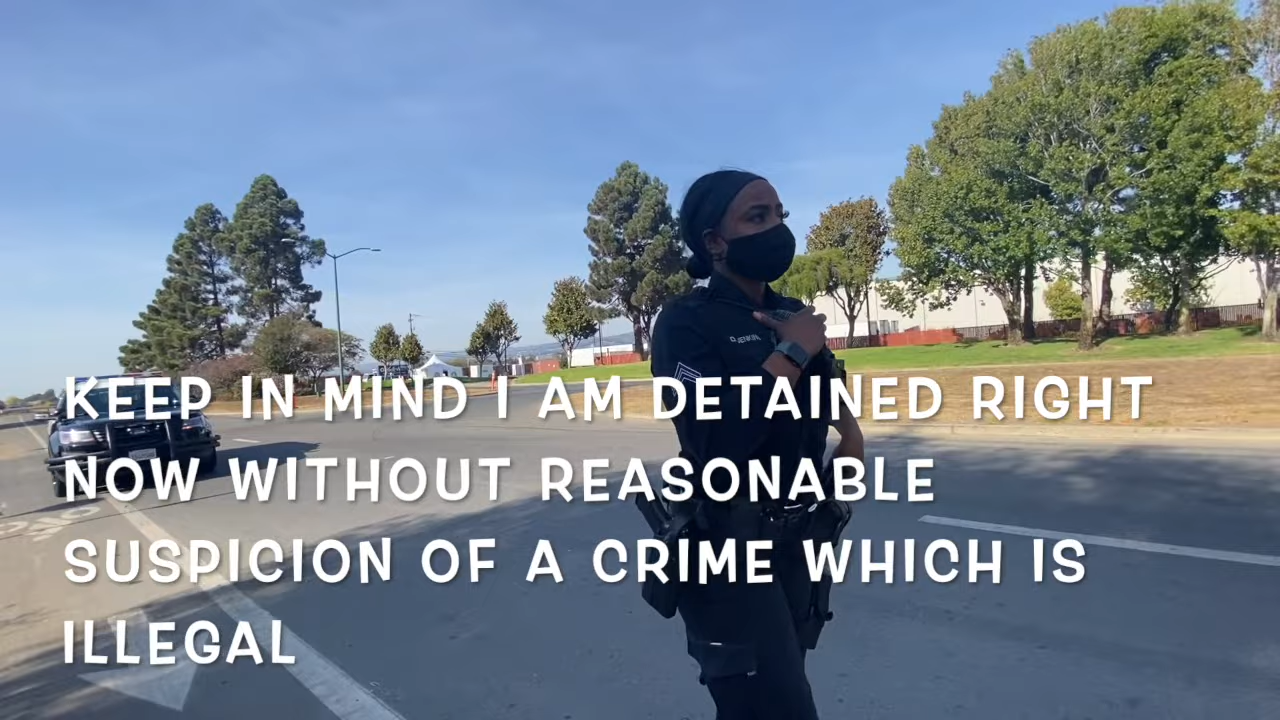 KEEP IN MIND I AM DETAINED RIGHT
NOW WITHOUT REASONABLE
SUSPICION OF A CRIME WHICH IS
ILLEGAL